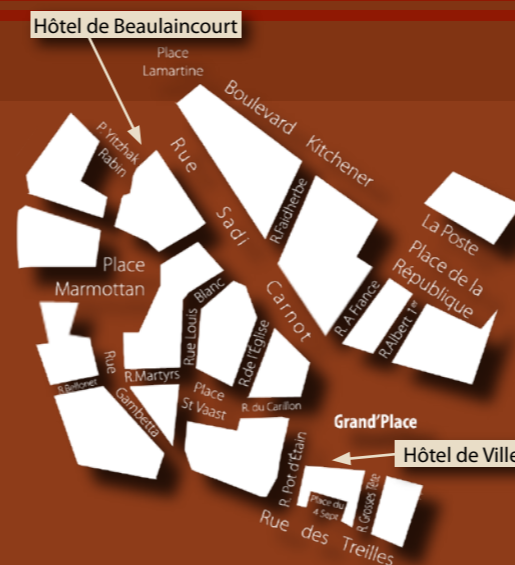 Hôtel de Beaulaincourt
Place
Lamartine
Boulevard Kitchener
P. Yitzhak
Rabin
Rue Sadi Carnot
R.Faidherbe
La Poste
Place de la
République
Place
Marmottan
R. A France
R.Albert 1er
Rue Louis Blanc
R.de l'Eglise
R.Martyrs
Rue Gambetta
R.Bellonet
Place
St Vaast
R. du Carillon
Grand'Place
Hôtel de Ville
R. Pot d'Étain
Place du
4 Sept.
R. Grosses Tête
Rue des Treilles